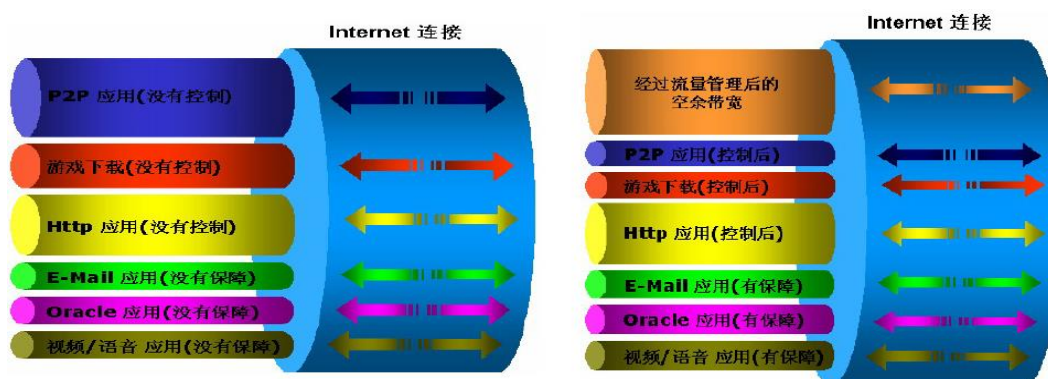 Internet 连接
P2P 应用(没有控制)
游戏下载(没有控制)
Http 应用(没有控制)
E-Mail 应用(没有保障)
Oracle 应用(没有保障)
视频/语音 应用(没有保障)
Internet 连接
经过流量管理后的
空余带宽
P2P 应用(控制后)
游戏下载(控制后)
Http 应用(控制后)
E-Mail 应用(有保障)
Oracle 应用(有保障)
视频/语音 应用(有保障)